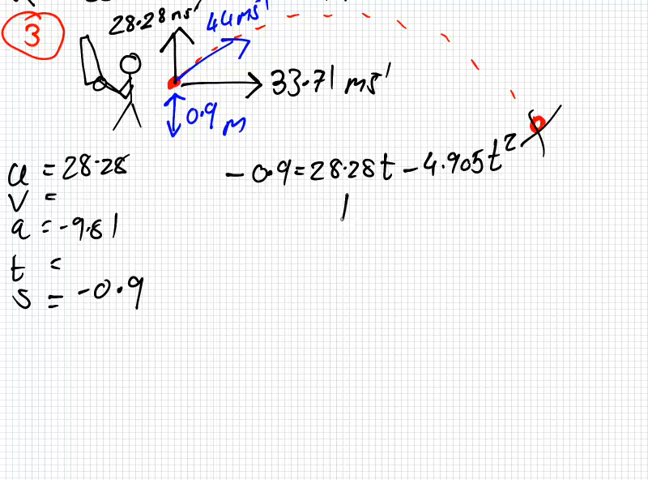 3
28.28 ms⁻¹
44 ms⁻¹
33.71 ms⁻¹
0.9 m
u = 28.28
v =
a = -9.81
t =
s = -0.9
-0.9 = 28.28t - 4.905t²